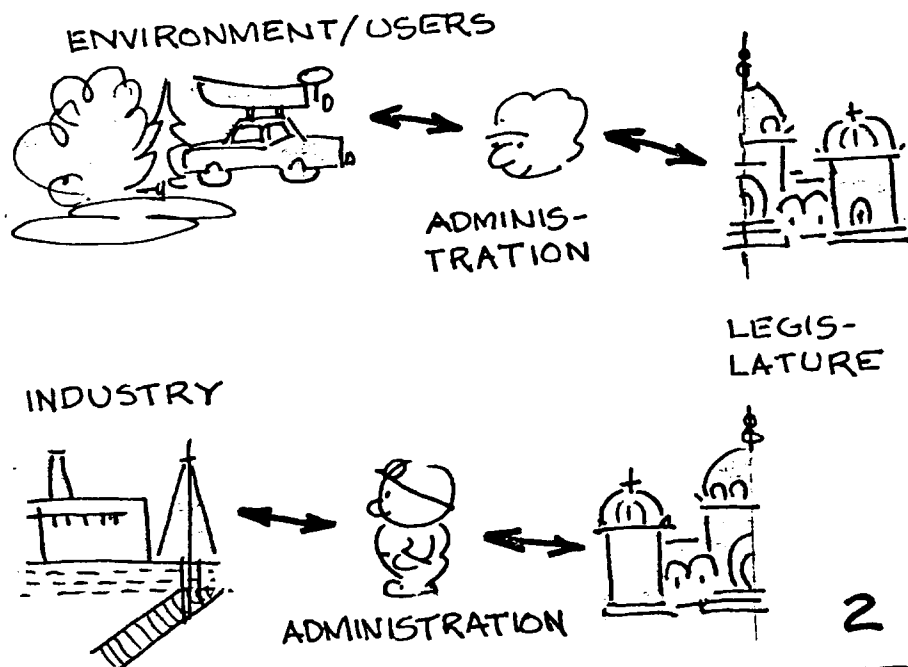 ENVIRONMENT/USERS
ADMINIS-
TRATION
LEGIS-
LATURE
INDUSTRY
ADMINISTRATION
2